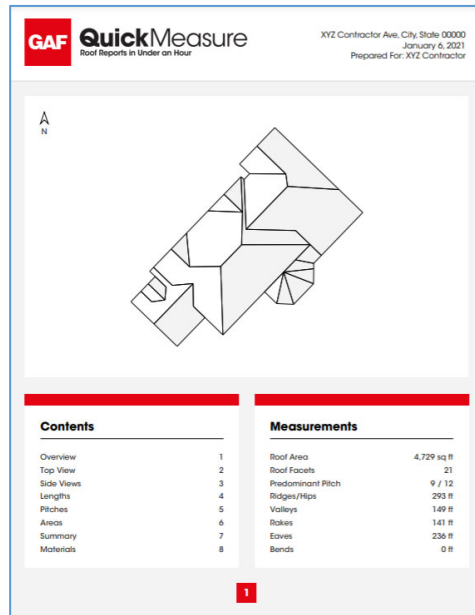 GAF
QuickMeasure
Roof Reports in Under an Hour
XYZ Contractor Ave, City, State 00000
January 6, 2021
Prepared For: XYZ Contractor
N
Contents
Overview 1
Top View 2
Side Views 3
Lengths 4
Pitches 5
Areas 6
Summary 7
Materials 8
Measurements
Roof Area 4,729 sq ft
Roof Facets 21
Predominant Pitch 9 / 12
Ridges/Hips 293 ft
Valleys 149 ft
Rakes 141 ft
Eaves 236 ft
Bends 0 ft
1